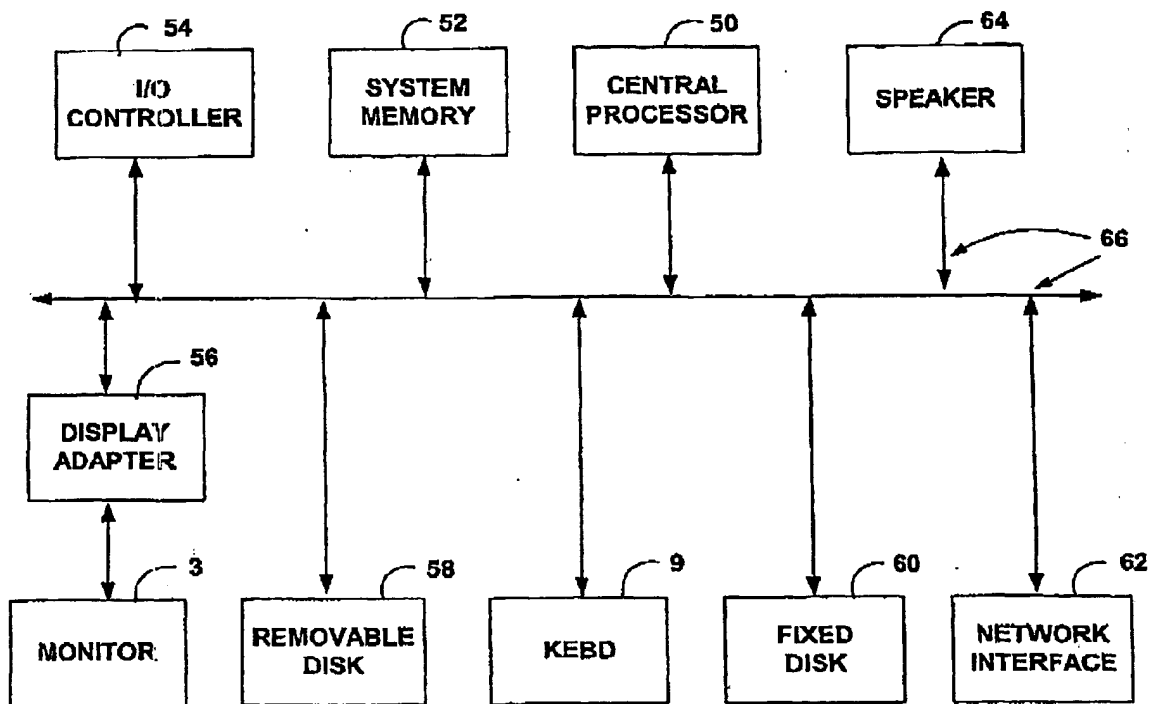 54
52
50
64
I/O
CONTROLLER
SYSTEM
MEMORY
CENTRAL
PROCESSOR
SPEAKER
66
56
DISPLAY
ADAPTER
3
58
9
60
62
MONITOR
REMOVABLE
DISK
KEBD
FIXED
DISK
NETWORK
INTERFACE